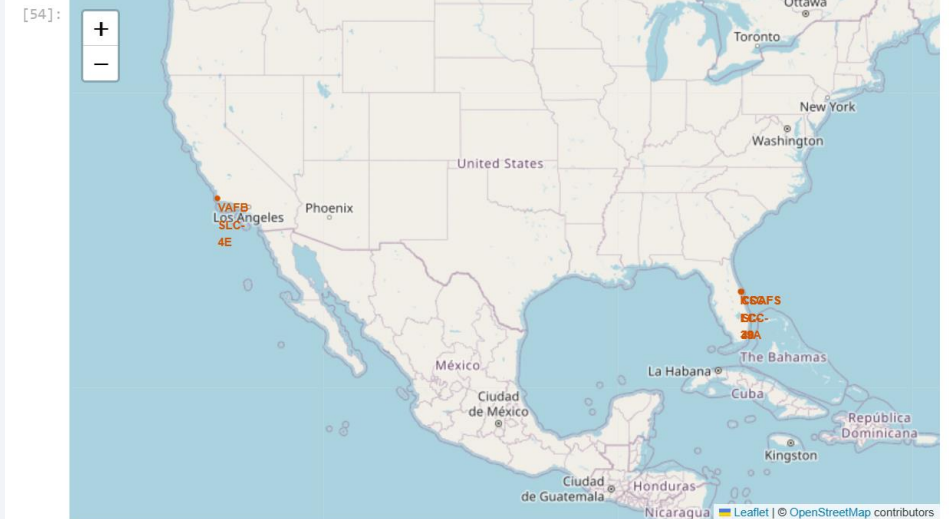 [54]:
+
−
Ottawa
Toronto
New York
Washington
United States
VAFB
SLC-
4E
Los Angeles
Phoenix
The Bahamas
La Habana
Cuba
México
Ciudad
de México
República
Dominicana
Kingston
Ciudad
de Guatemala
Honduras
Nicaragua
Leaflet | © OpenStreetMap contributors